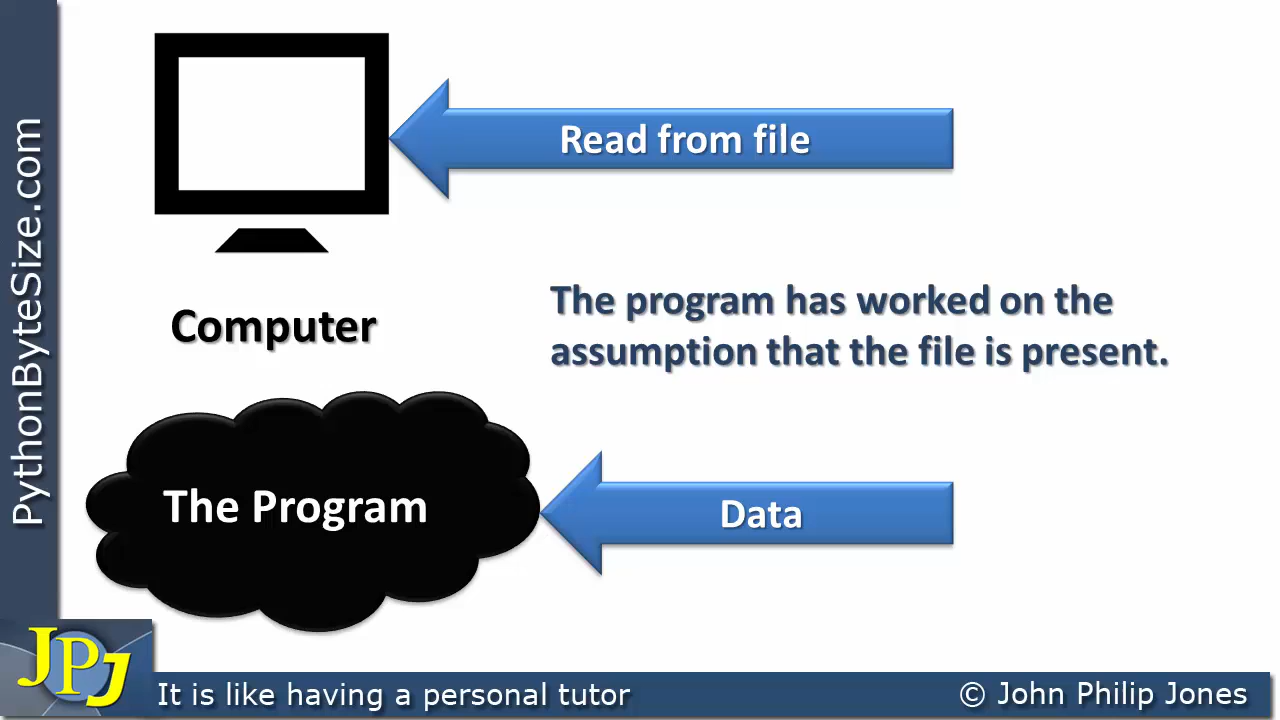 PythonByteSize.com
Read from file
Computer
The program has worked on the
assumption that the file is present.
The Program
Data
JPJ
It is like having a personal tutor
© John Philip Jones